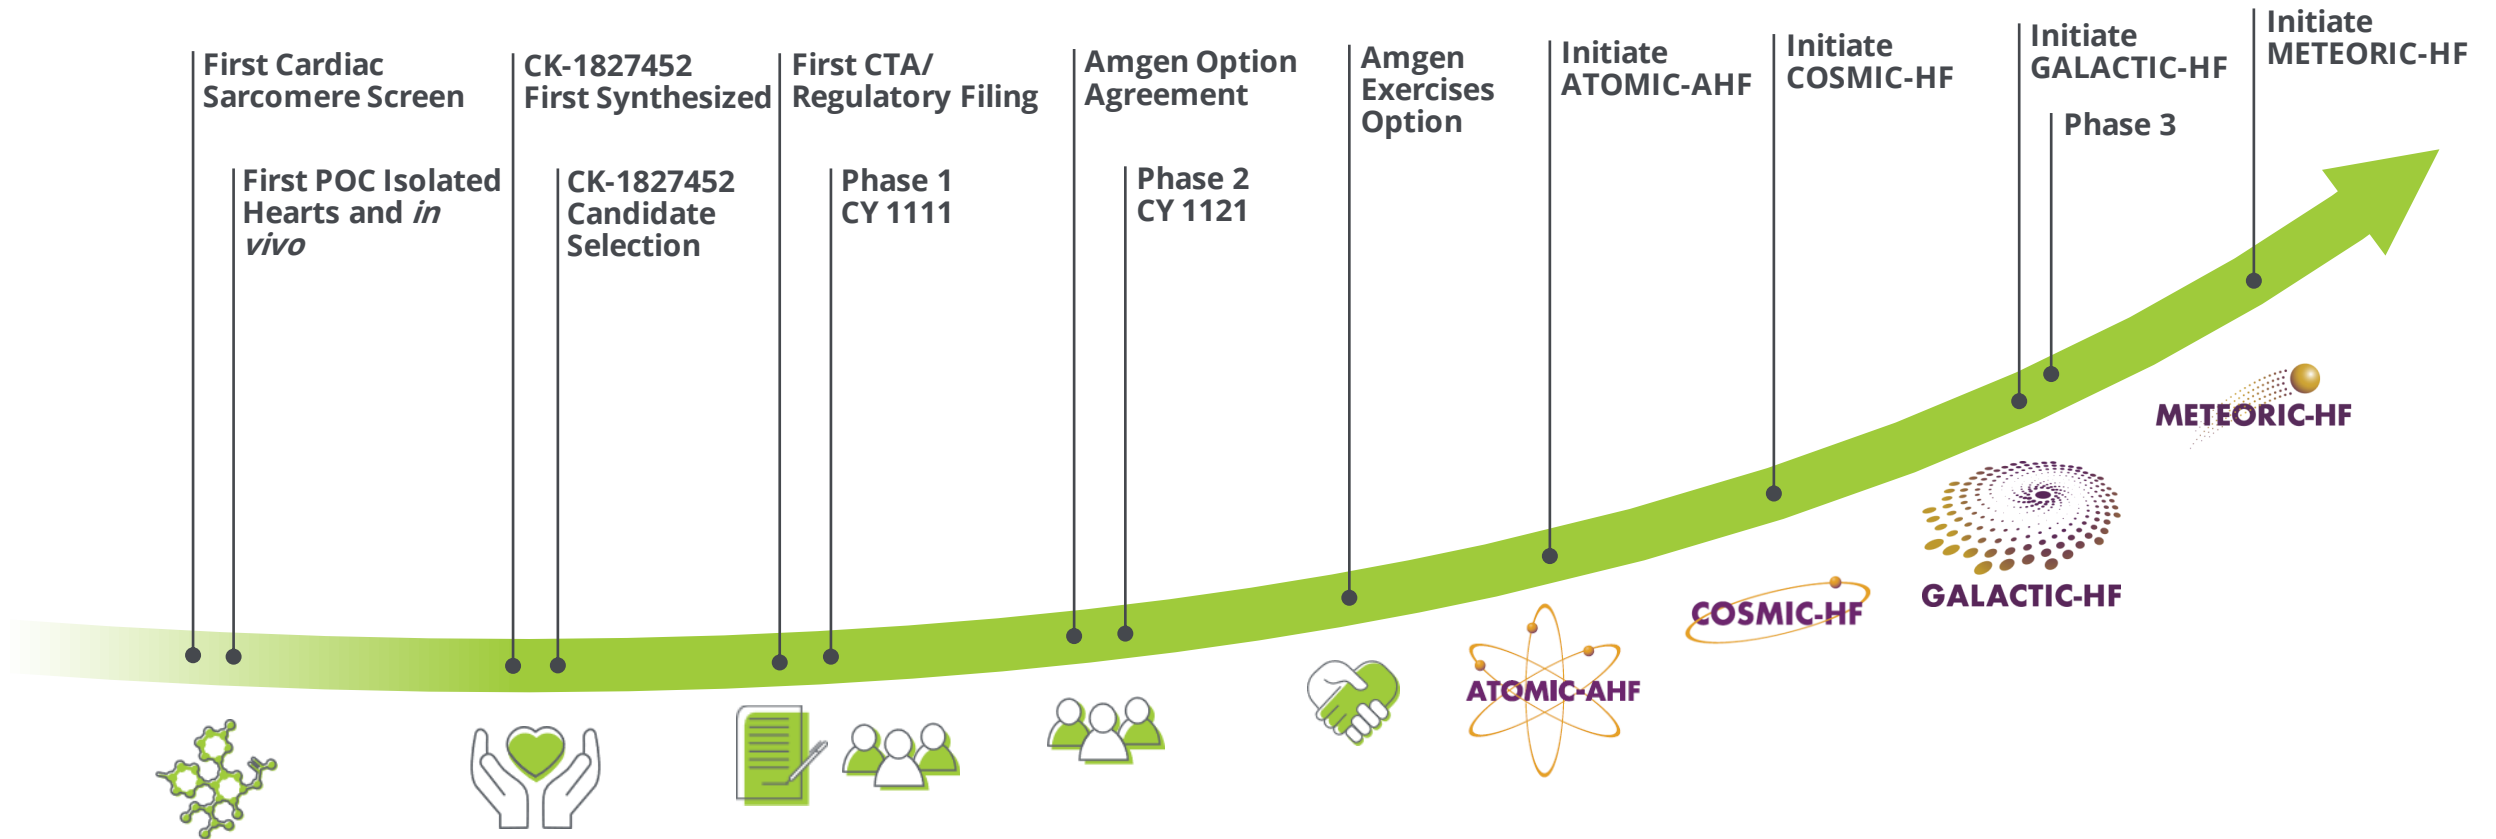 First Cardiac
Sarcomere Screen
First POC Isolated
Hearts and in
vivo
CK-1827452
First Synthesized
CK-1827452
Candidate
Selection
First CTA/
Regulatory Filing
Phase 1
CY 1111
Amgen Option
Agreement
Phase 2
CY 1121
Amgen
Exercises
Option
Initiate
ATOMIC-AHF
Initiate
COSMIC-HF
Initiate
GALACTIC-HF
Phase 3
Initiate
METEORIC-HF
ATOMIC-AHF
COSMIC-HF
GALACTIC-HF
METEORIC-HF